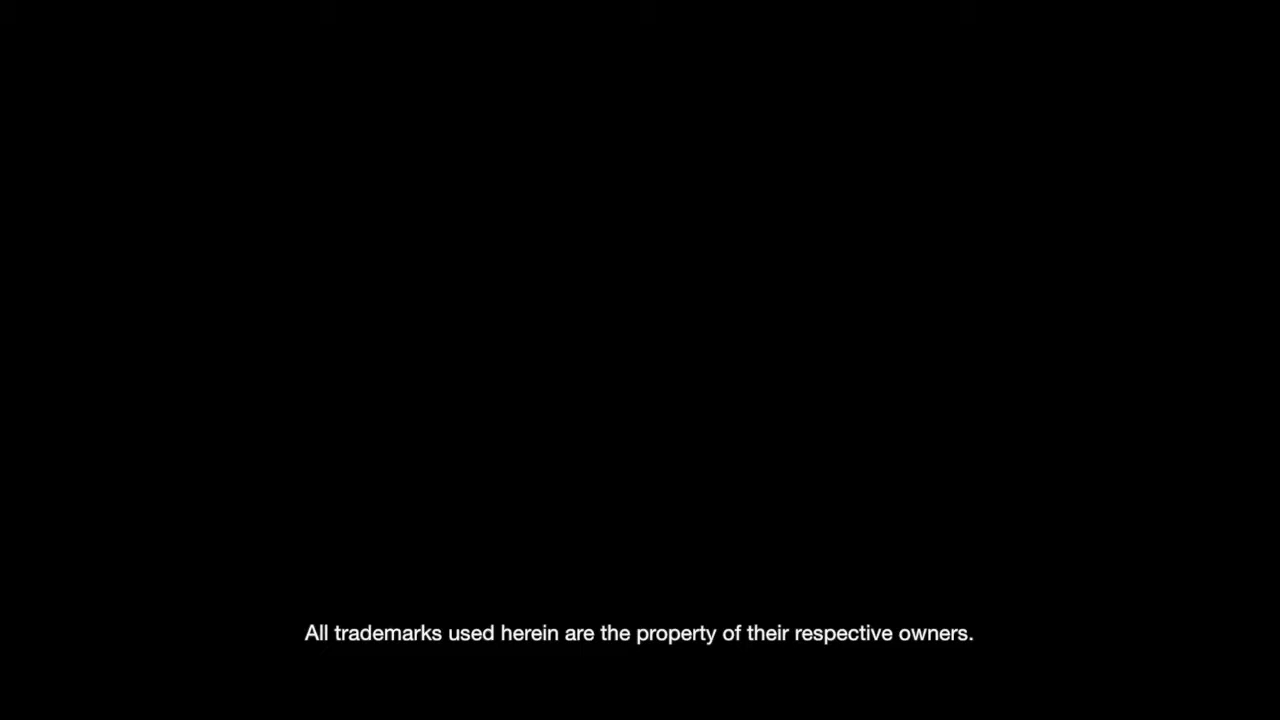 All trademarks used herein are the property of their respective owners.